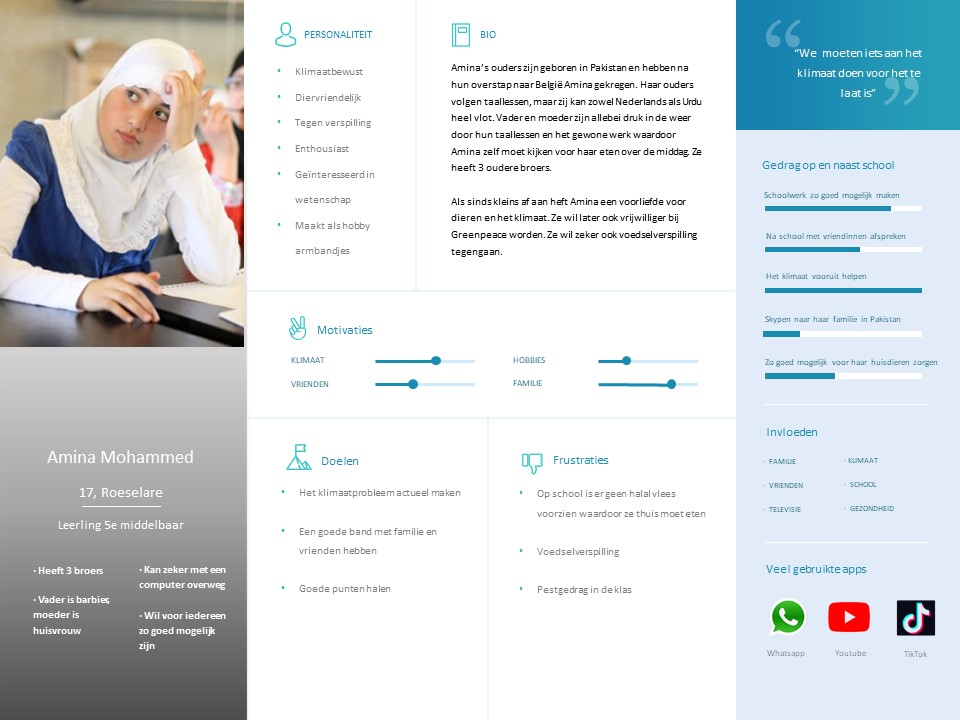 Amina Mohammed
17, Roeselare
Leerling 5e middelbaar
· Heeft 3 broers
· Vader is barbier,
moeder is
huisvrouw
· Kan zeker met een
computer overweg
· Wil voor iedereen
zo goed mogelijk
zijn
PERSONALITEIT
• Klimaatbewust
• Diervriendelijk
• Tegen verspilling
• Enthousiast
• Geïnteresseerd in
wetenschap
• Maakt als hobby
armbandjes
BIO
Amina's ouders zijn geboren in Pakistan en hebben na
hun overstap naar België Amina gekregen. Haar ouders
volgen taallessen, maar zij kan zowel Nederlands als Urdu
heel vlot. Vader en moeder zijn allebei druk in de weer
door hun taallessen en het gewone werk waardoor
Amina zelf moet kijken voor haar eten over de middag. Ze
heeft 3 oudere broers.
Als sinds kleins af aan heft Amina een voorliefde voor
dieren en het klimaat. Ze wil later ook vrijwilliger bij
Greenpeace worden. Ze wil zeker ook voedselverspilling
tegengaan.
Motivaties
KLIMAAT
VRIENDEN
HOBBIES
FAMILIE
Doelen
• Het klimaatprobleem actueel maken
• Een goede band met familie en
vrienden hebben
• Goede punten halen
Frustraties
• Op school is er geen halal vlees
voorzien waardoor ze thuis moet eten
• Voedselverspilling
• Pestgedrag in de klas
“We moeten iets aan het
klimaat doen voor het te
laat is”
Gedrag op en naast school
Schoolwerk zo goed mogelijk maken
Na school met vriendinnen afspreken
Het klimaat vooruit helpen
Skypen naar haar familie in Pakistan
Zo goed mogelijk voor haar huisdieren zorgen
Invloeden
· FAMILIE
· VRIENDEN
· TELEVISIE
· KLIMAAT
· SCHOOL
· GEZONDHEID
Veel gebruikte apps
Whatsapp
Youtube
TikTok